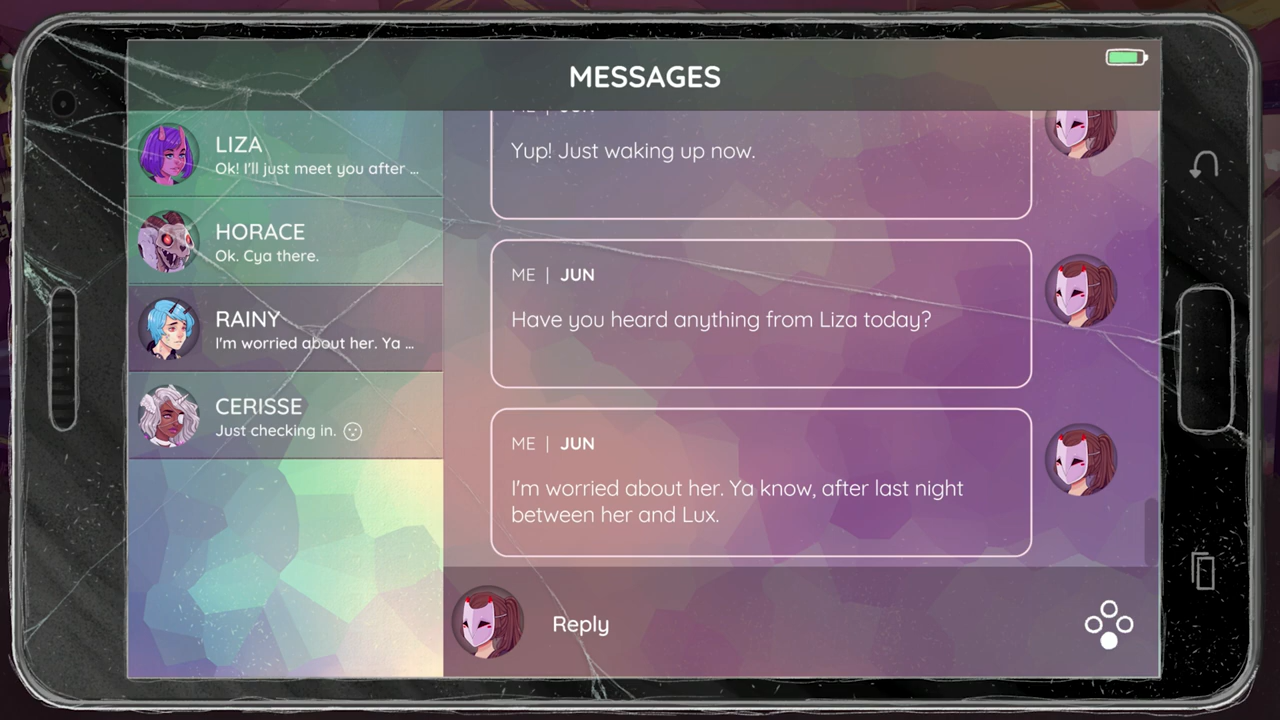 MESSAGES
LIZA
Ok! I'll just meet you after ...
HORACE
Ok. Cya there.
RAINY
I'm worried about her. Ya ...
CERISSE
Just checking in.
ME | JUN
Yup! Just waking up now.
ME | JUN
Have you heard anything from Liza today?
ME | JUN
I'm worried about her. Ya know, after last night
between her and Lux.
Reply